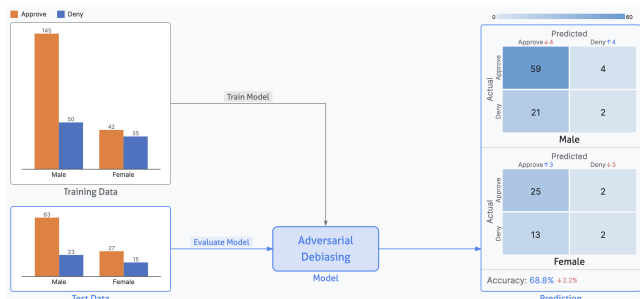 Approve Deny
0 60
145
50
42
35
Male Female
Training Data
63
23
27
15
Male Female
Test Data
Train Model
Evaluate Model
Adversarial
Debiasing
Model
Predicted
Approve↓4 Deny↑4
Actual
Approve
59 4
Deny
21 2
Male
Predicted
Approve↑3 Deny↓3
Actual
Approve
25 2
Deny
13 2
Female
Accuracy: 68.8% ↓2.2%
Prediction